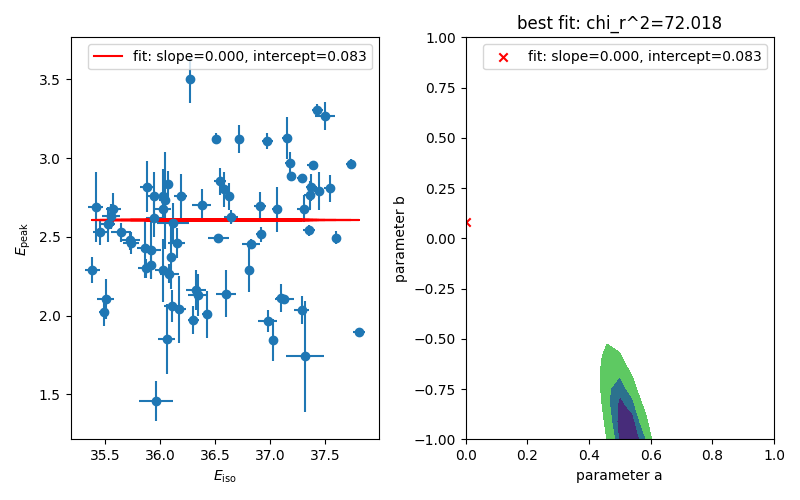 best fit: chi_r^2=72.018
fit: slope=0.000, intercept=0.083
fit: slope=0.000, intercept=0.083
3.5
3.0
2.5
2.0
1.5
E_peak
35.5 36.0 36.5 37.0 37.5
E_iso
1.00
0.75
0.50
0.25
0.00
−0.25
−0.50
−0.75
−1.00
parameter b
0.0 0.2 0.4 0.6 0.8 1.0
parameter a